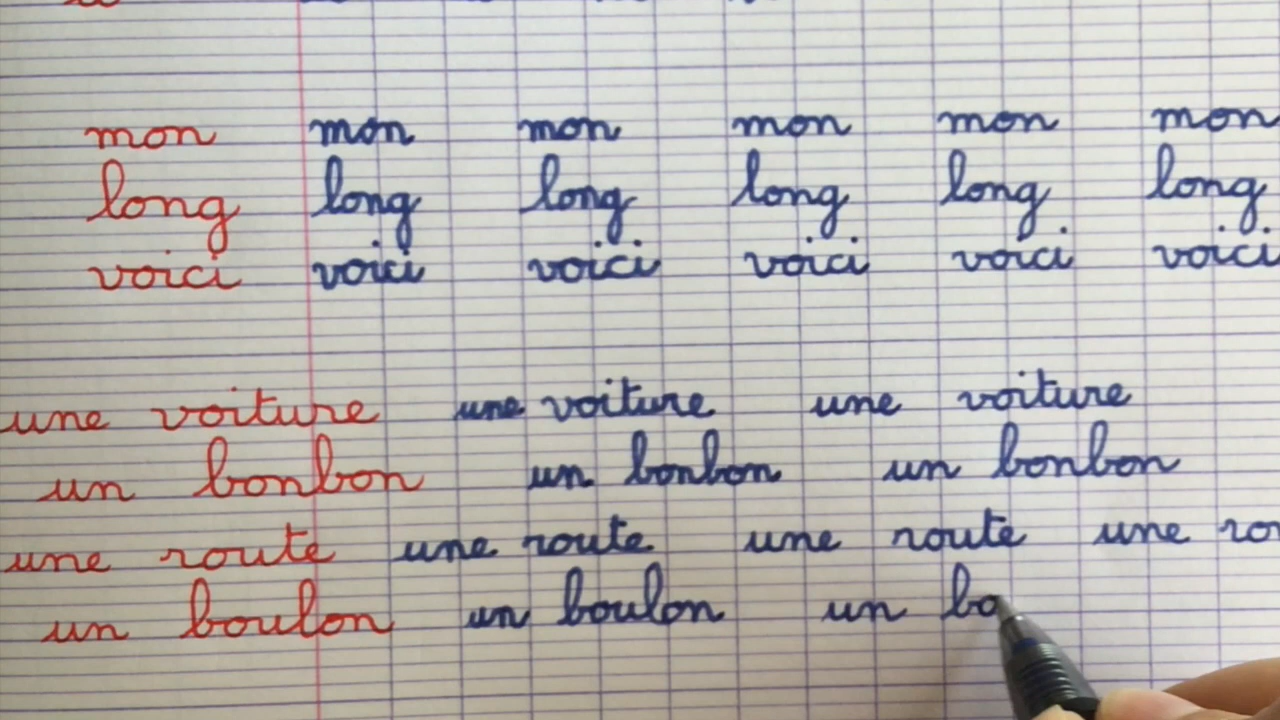 mon mon mon mon mon mon
long long long long long long
voici voici voici voici voici voici
une voiture une voiture une voiture
un bonbon un bonbon un bonbon
une route une route une route une ro
un boulon un boulon un bo